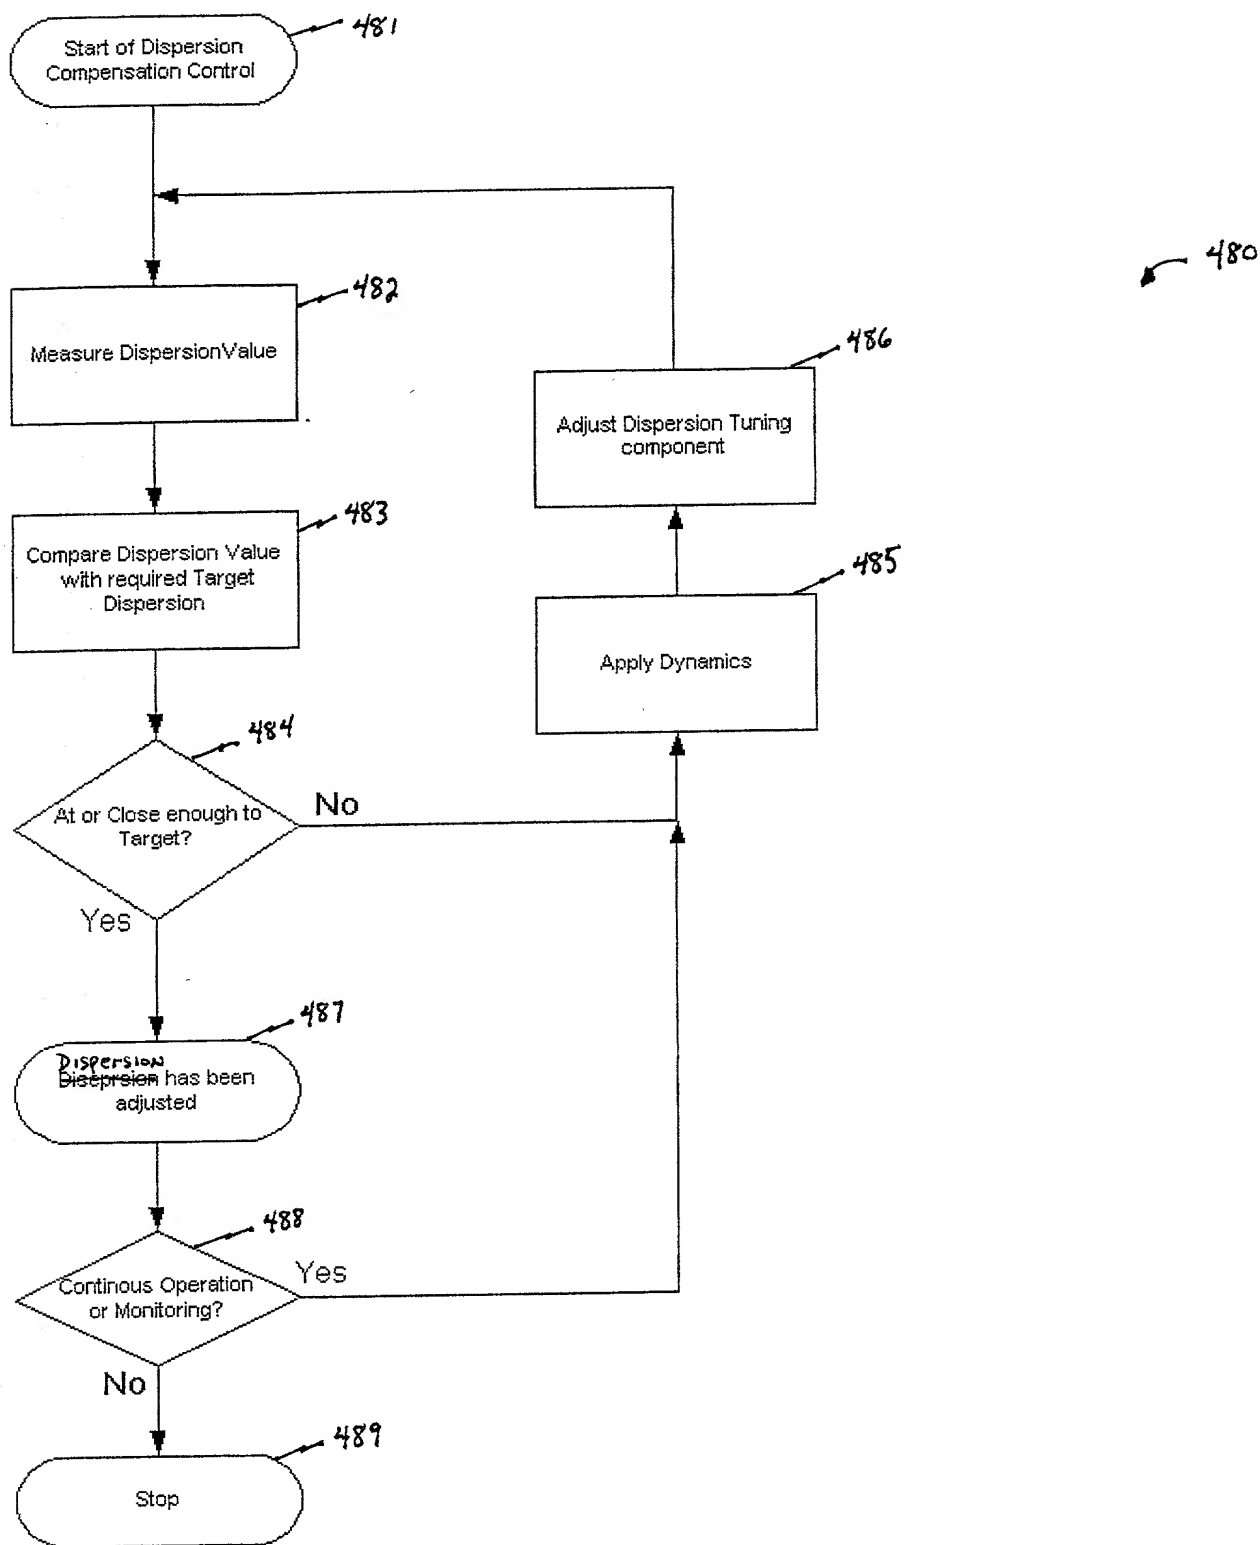 Start of Dispersion
Compensation Control
481
480
Measure DispersionValue
482
Adjust Dispersion Tuning
component
486
Compare Dispersion Value
with required Target
Dispersion
483
Apply Dynamics
485
At or Close enough to
Target?
484
No
Yes
Dispersion
Diseprsion has been
adjusted
487
Continous Operation
or Monitoring?
488
Yes
No
Stop
489